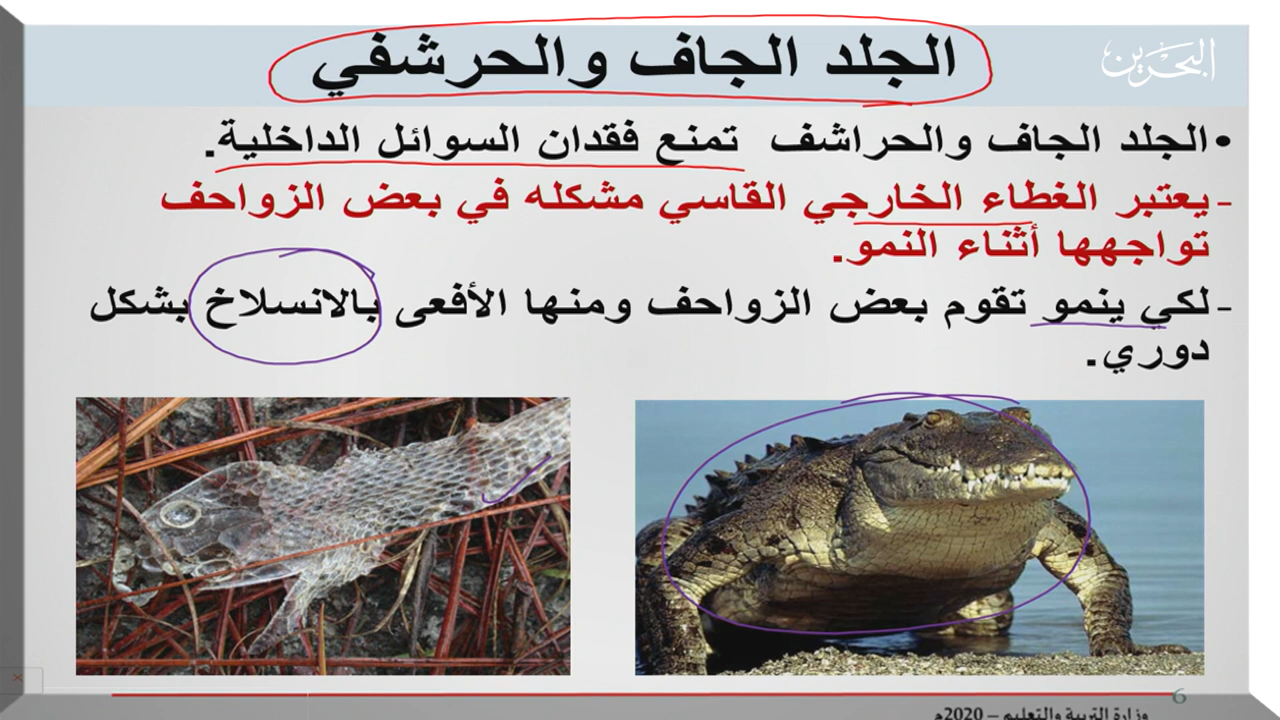 الجلد الجاف والحرشفي
البحرين
•الجلد الجاف والحراشف تمنع فقدان السوائل الداخلية.
-يعتبر الغطاء الخارجي القاسي مشكله في بعض الزواحف
تواجهها أثناء النمو.
-لكي ينمو تقوم بعض الزواحف ومنها الأفعى بالانسلاخ بشكل
دوري.
6
وزارة التربية والتعليم – 2020م